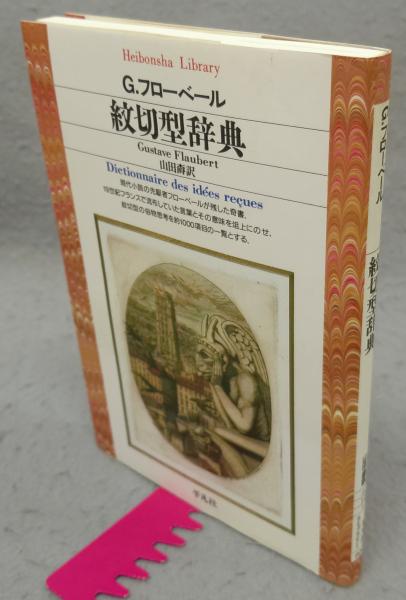 Heibonsha Library
G.フローベール
紋切型辞典
Gustave Flaubert
山田𣝣訳
Dictionnaire des idées reçues
現代小説の先駆者フローベールが残した奇書。
19世紀フランスで流布していた言葉とその意味を俎上にのせ、
紋切型の俗物思考を約1000項目の一覧とする。
平凡社
G.フローベール
紋切型辞典